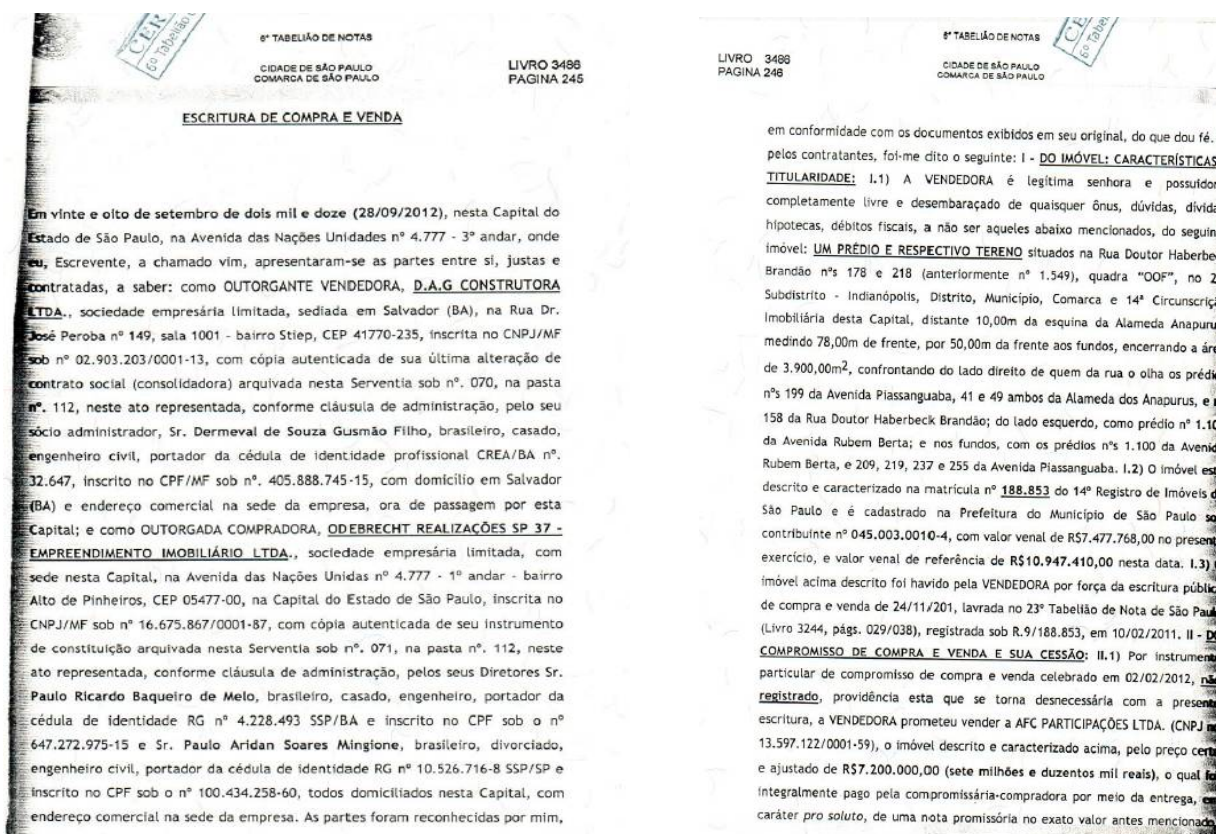 CER
6º Tabelião
6º TABELIÃO DE NOTAS
CIDADE DE SÃO PAULO
COMARCA DE SÃO PAULO
LIVRO 3486
PAGINA 245
ESCRITURA DE COMPRA E VENDA
Em vinte e oito de setembro de dois mil e doze (28/09/2012), nesta Capital do
Estado de São Paulo, na Avenida das Nações Unidades nº 4.777 - 3º andar, onde
eu, Escrevente, a chamado vim, apresentaram-se as partes entre si, justas e
contratadas, a saber: como OUTORGANTE VENDEDORA, D.A.G CONSTRUTORA
LTDA., sociedade empresária limitada, sediada em Salvador (BA), na Rua Dr.
José Peroba nº 149, sala 1001 - bairro Stiep, CEP 41770-235, inscrita no CNPJ/MF
sob nº 02.903.203/0001-13, com cópia autenticada de sua última alteração de
contrato social (consolidadora) arquivada nesta Serventia sob nº. 070, na pasta
nº. 112, neste ato representada, conforme cláusula de administração, pelo seu
sócio administrador, Sr. Dermeval de Souza Gusmão Filho, brasileiro, casado,
engenheiro civil, portador da cédula de identidade profissional CREA/BA nº.
32.647, inscrito no CPF/MF sob nº. 405.888.745-15, com domicílio em Salvador
(BA) e endereço comercial na sede da empresa, ora de passagem por esta
Capital; e como OUTORGADA COMPRADORA, ODEBRECHT REALIZAÇÕES SP 37 -
EMPREENDIMENTO IMOBILIÁRIO LTDA., sociedade empresária limitada, com
sede nesta Capital, na Avenida das Nações Unidas nº 4.777 - 1º andar - bairro
Alto de Pinheiros, CEP 05477-00, na Capital do Estado de São Paulo, inscrita no
CNPJ/MF sob nº 16.675.867/0001-87, com cópia autenticada de seu instrumento
de constituição arquivada nesta Serventia sob nº. 071, na pasta nº. 112, neste
ato representada, conforme cláusula de administração, pelos seus Diretores Sr.
Paulo Ricardo Baqueiro de Melo, brasileiro, casado, engenheiro, portador da
cédula de identidade RG nº 4.228.493 SSP/BA e inscrito no CPF sob o nº
647.272.975-15 e Sr. Paulo Aridan Soares Mingione, brasileiro, divorciado,
engenheiro civil, portador da cédula de identidade RG nº 10.526.716-8 SSP/SP e
inscrito no CPF sob o nº 100.434.258-60, todos domiciliados nesta Capital, com
endereço comercial na sede da empresa. As partes foram reconhecidas por mim,
6º TABELIÃO DE NOTAS
CIDADE DE SÃO PAULO
COMARCA DE SÃO PAULO
LIVRO 3486
PAGINA 246
em conformidade com os documentos exibidos em seu original, do que dou fé.
pelos contratantes, foi-me dito o seguinte: I - DO IMÓVEL: CARACTERÍSTICAS
TITULARIDADE: I.1) A VENDEDORA é legítima senhora e possuidor
completamente livre e desembaraçado de quaisquer ônus, dúvidas, dívida
hipotecas, débitos fiscais, a não ser aqueles abaixo mencionados, do seguin
imóvel: UM PRÉDIO E RESPECTIVO TERRENO situados na Rua Doutor Haberbe
Brandão nºs 178 e 218 (anteriormente nº 1.549), quadra "OOF", no 2
Subdistrito - Indianópolis, Distrito, Município, Comarca e 14ª Circunscriçã
Imobiliária desta Capital, distante 10,00m da esquina da Alameda Anapuru
medindo 78,00m de frente, por 50,00m da frente aos fundos, encerrando a áre
de 3.900,00m², confrontando do lado direito de quem da rua o olha os prédi
nºs 199 da Avenida Piassanguaba, 41 e 49 ambos da Alameda dos Anapurus, e
158 da Rua Doutor Haberbeck Brandão; do lado esquerdo, como prédio nº 1.10
da Avenida Rubem Berta; e nos fundos, com os prédios nºs 1.100 da Avenid
Rubem Berta, e 209, 219, 237 e 255 da Avenida Piassanguaba. I.2) O imóvel est
descrito e caracterizado na matrícula nº 188.853 do 14º Registro de Imóveis d
São Paulo e é cadastrado na Prefeitura do Município de São Paulo so
contribuinte nº 045.003.0010-4, com valor venal de R$7.477.768,00 no present
exercício, e valor venal de referência de R$10.947.410,00 nesta data. I.3)
imóvel acima descrito foi havido pela VENDEDORA por força da escritura públic
de compra e venda de 24/11/201, lavrada no 23º Tabelião de Nota de São Paul
(Livro 3244, págs. 029/038), registrada sob R.9/188.853, em 10/02/2011. II - DO
COMPROMISSO DE COMPRA E VENDA E SUA CESSÃO: II.1) Por instrument
particular de compromisso de compra e venda celebrado em 02/02/2012, não
registrado, providência esta que se torna desnecessária com a present
escritura, a VENDEDORA prometeu vender a AFC PARTICIPAÇÕES LTDA. (CNPJ
13.597.122/0001-59), o imóvel descrito e caracterizado acima, pelo preço certo
e ajustado de R$7.200.000,00 (sete milhões e duzentos mil reais), o qual foi
integralmente pago pela compromissária-compradora por meio da entrega, em
caráter pro soluto, de uma nota promissória no exato valor antes mencionado,